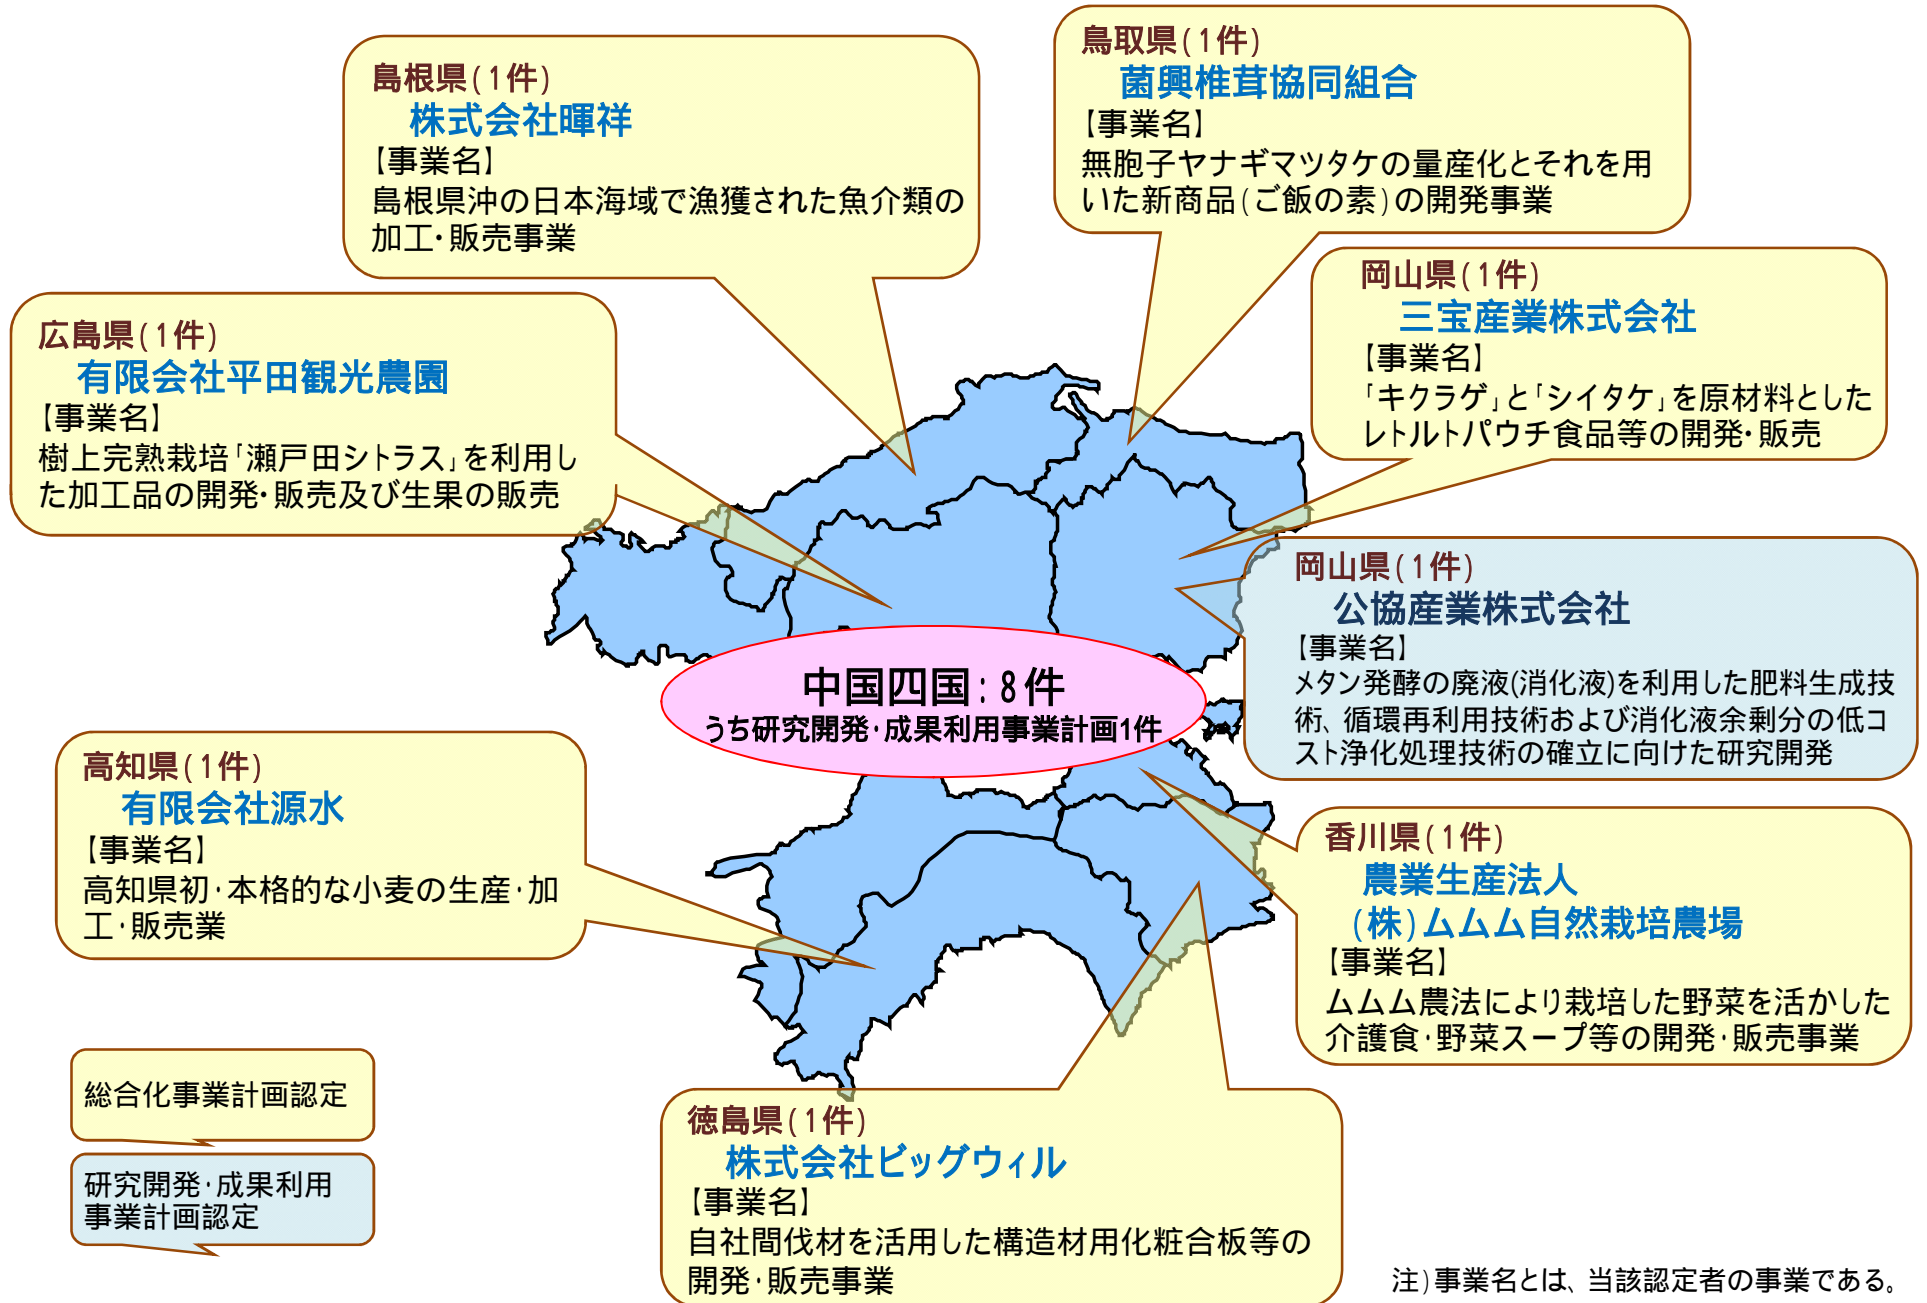 鳥取県(1件)
菌興椎茸協同組合
【事業名】
無胞子ヤナギマツタケの量産化とそれを用
いた新商品(ご飯の素)の開発事業
島根県(1件)
株式会社暉祥
【事業名】
島根県沖の日本海域で漁獲された魚介類の
加工・販売事業
岡山県(1件)
三宝産業株式会社
【事業名】
「キクラゲ」と「シイタケ」を原材料とした
レトルトパウチ食品等の開発・販売
広島県(1件)
有限会社平田観光農園
【事業名】
樹上完熟栽培「瀬戸田シトラス」を利用し
た加工品の開発・販売及び生果の販売
岡山県(1件)
公協産業株式会社
【事業名】
メタン発酵の廃液(消化液)を利用した肥料生成技
術、循環再利用技術および消化液余剰分の低コ
スト浄化処理技術の確立に向けた研究開発
中国四国:8件
うち研究開発・成果利用事業計画1件
高知県(1件)
有限会社源水
【事業名】
高知県初・本格的な小麦の生産・加
工・販売業
香川県(1件)
農業生産法人
(株)ムムム自然栽培農場
【事業名】
ムムム農法により栽培した野菜を活かした
介護食・野菜スープ等の開発・販売事業
徳島県(1件)
株式会社ビッグウィル
【事業名】
自社間伐材を活用した構造材用化粧合板等の
開発・販売事業
総合化事業計画認定
研究開発・成果利用
事業計画認定
注)事業名とは、当該認定者の事業である。